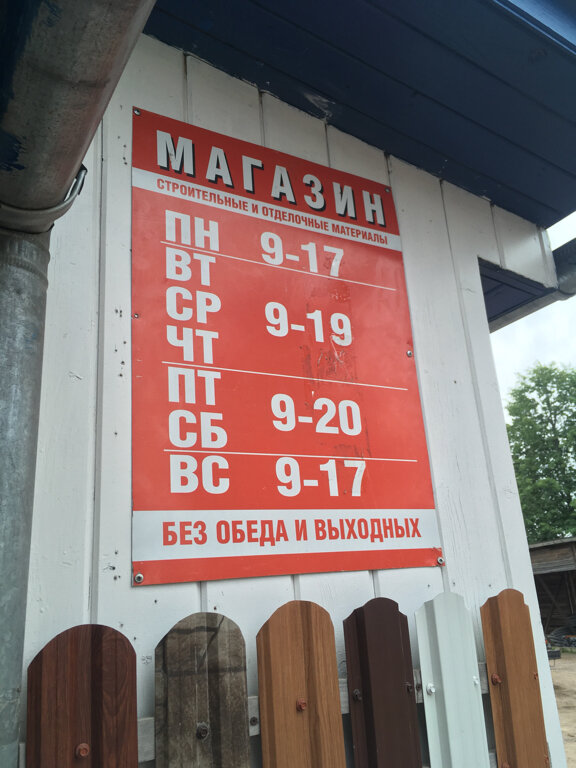 МАГАЗИН
СТРОИТЕЛЬНЫЕ И ОТДЕЛОЧНЫЕ МАТЕРИАЛЫ
ПН 9-17
ВТ
СР 9-19
ЧТ
ПТ
СБ 9-20
ВС 9-17
БЕЗ ОБЕДА И ВЫХОДНЫХ